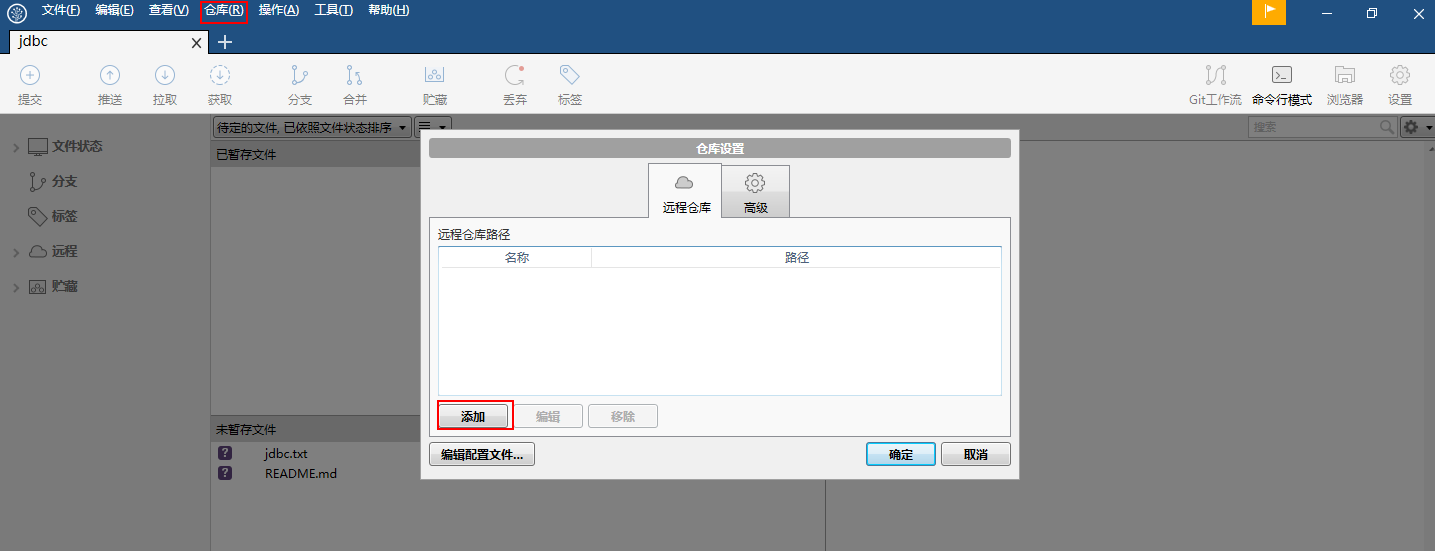 文件(F) 编辑(E) 查看(V) 仓库(R) 操作(A) 工具(T) 帮助(H)
jdbc
提交 推送 拉取 获取 分支 合并 贮藏 丢弃 标签 Git工作流 命令行模式 浏览器 设置
待定的文件, 已依照文件状态排序
搜索
文件状态
分支
标签
远程
贮藏
已暂存文件
未暂存文件
? jdbc.txt
? README.md
仓库设置
远程仓库 高级
远程仓库路径
名称 路径
添加 编辑 移除
编辑配置文件... 确定 取消